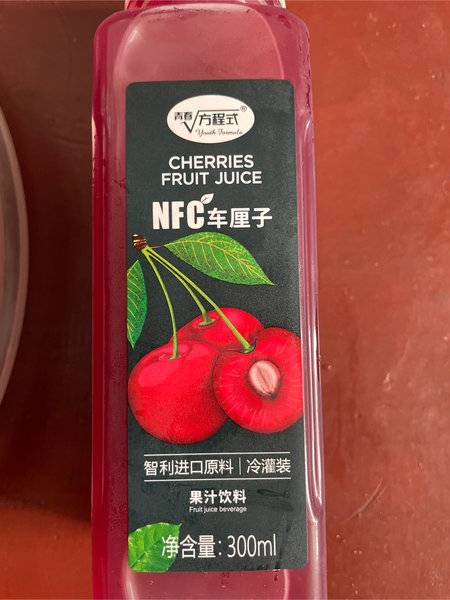 青春√方程式®
Youth Formula
CHERRIES
FRUIT JUICE
NFC车厘子
智利进口原料 | 冷灌装
果汁饮料
Fruit juice beverage
净含量: 300ml